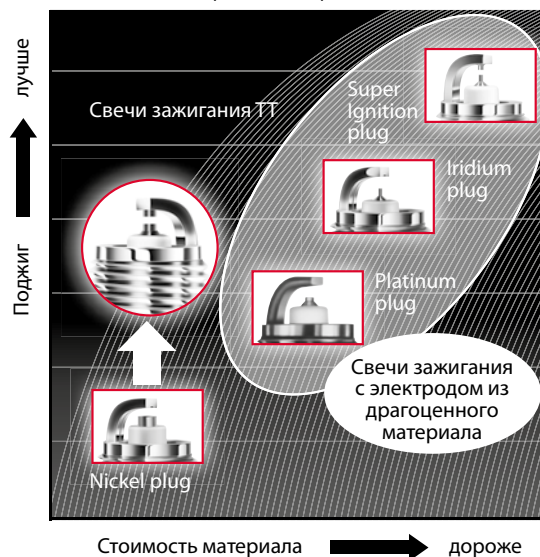 лучше
Поджиг
Свечи зажигания ТТ
Super
Ignition
plug
Iridium
plug
Platinum
plug
Свечи зажигания
с электродом из
драгоценного
материала
Nickel plug
Стоимость материала
дороже